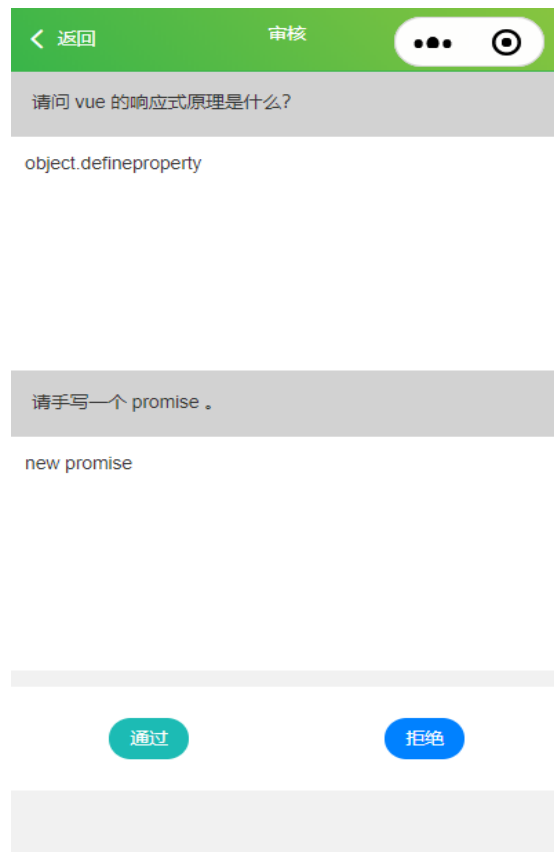 返回
审核
请问 vue 的响应式原理是什么?
object.defineproperty
请手写一个 promise 。
new promise
通过
拒绝